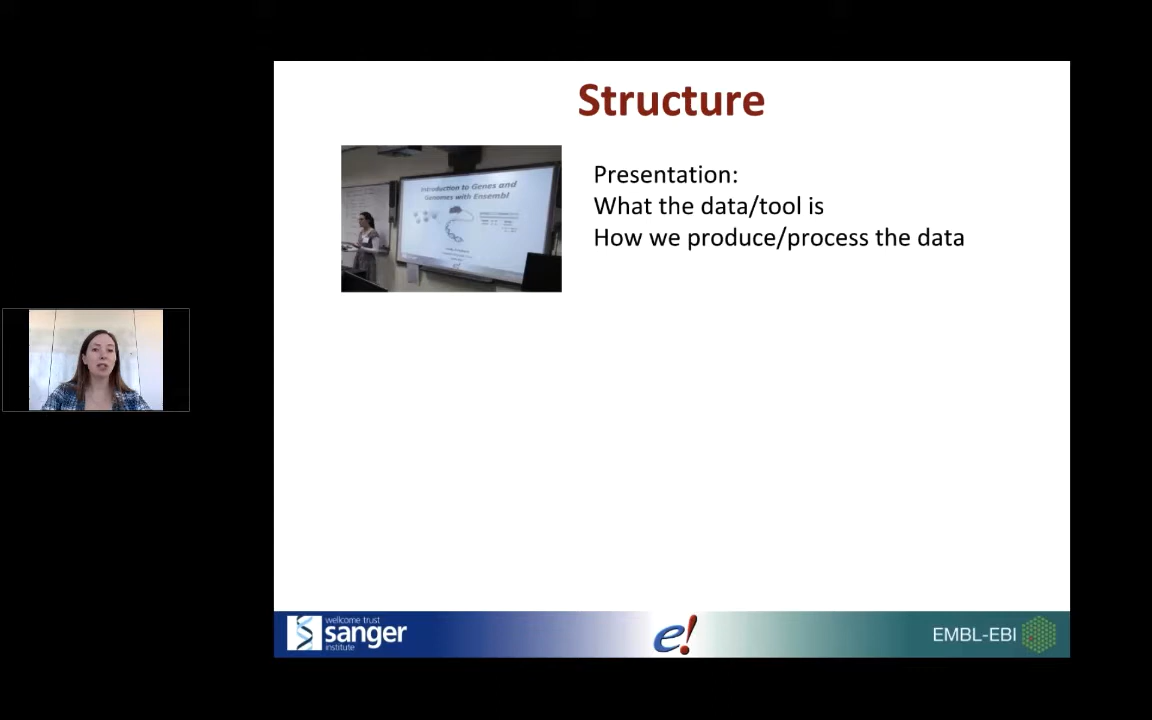 Structure
Introduction to Genes and
Genomes with Ensembl
Presentation:
What the data/tool is
How we produce/process the data
wellcome trust
sanger
institute
e!
EMBL-EBI